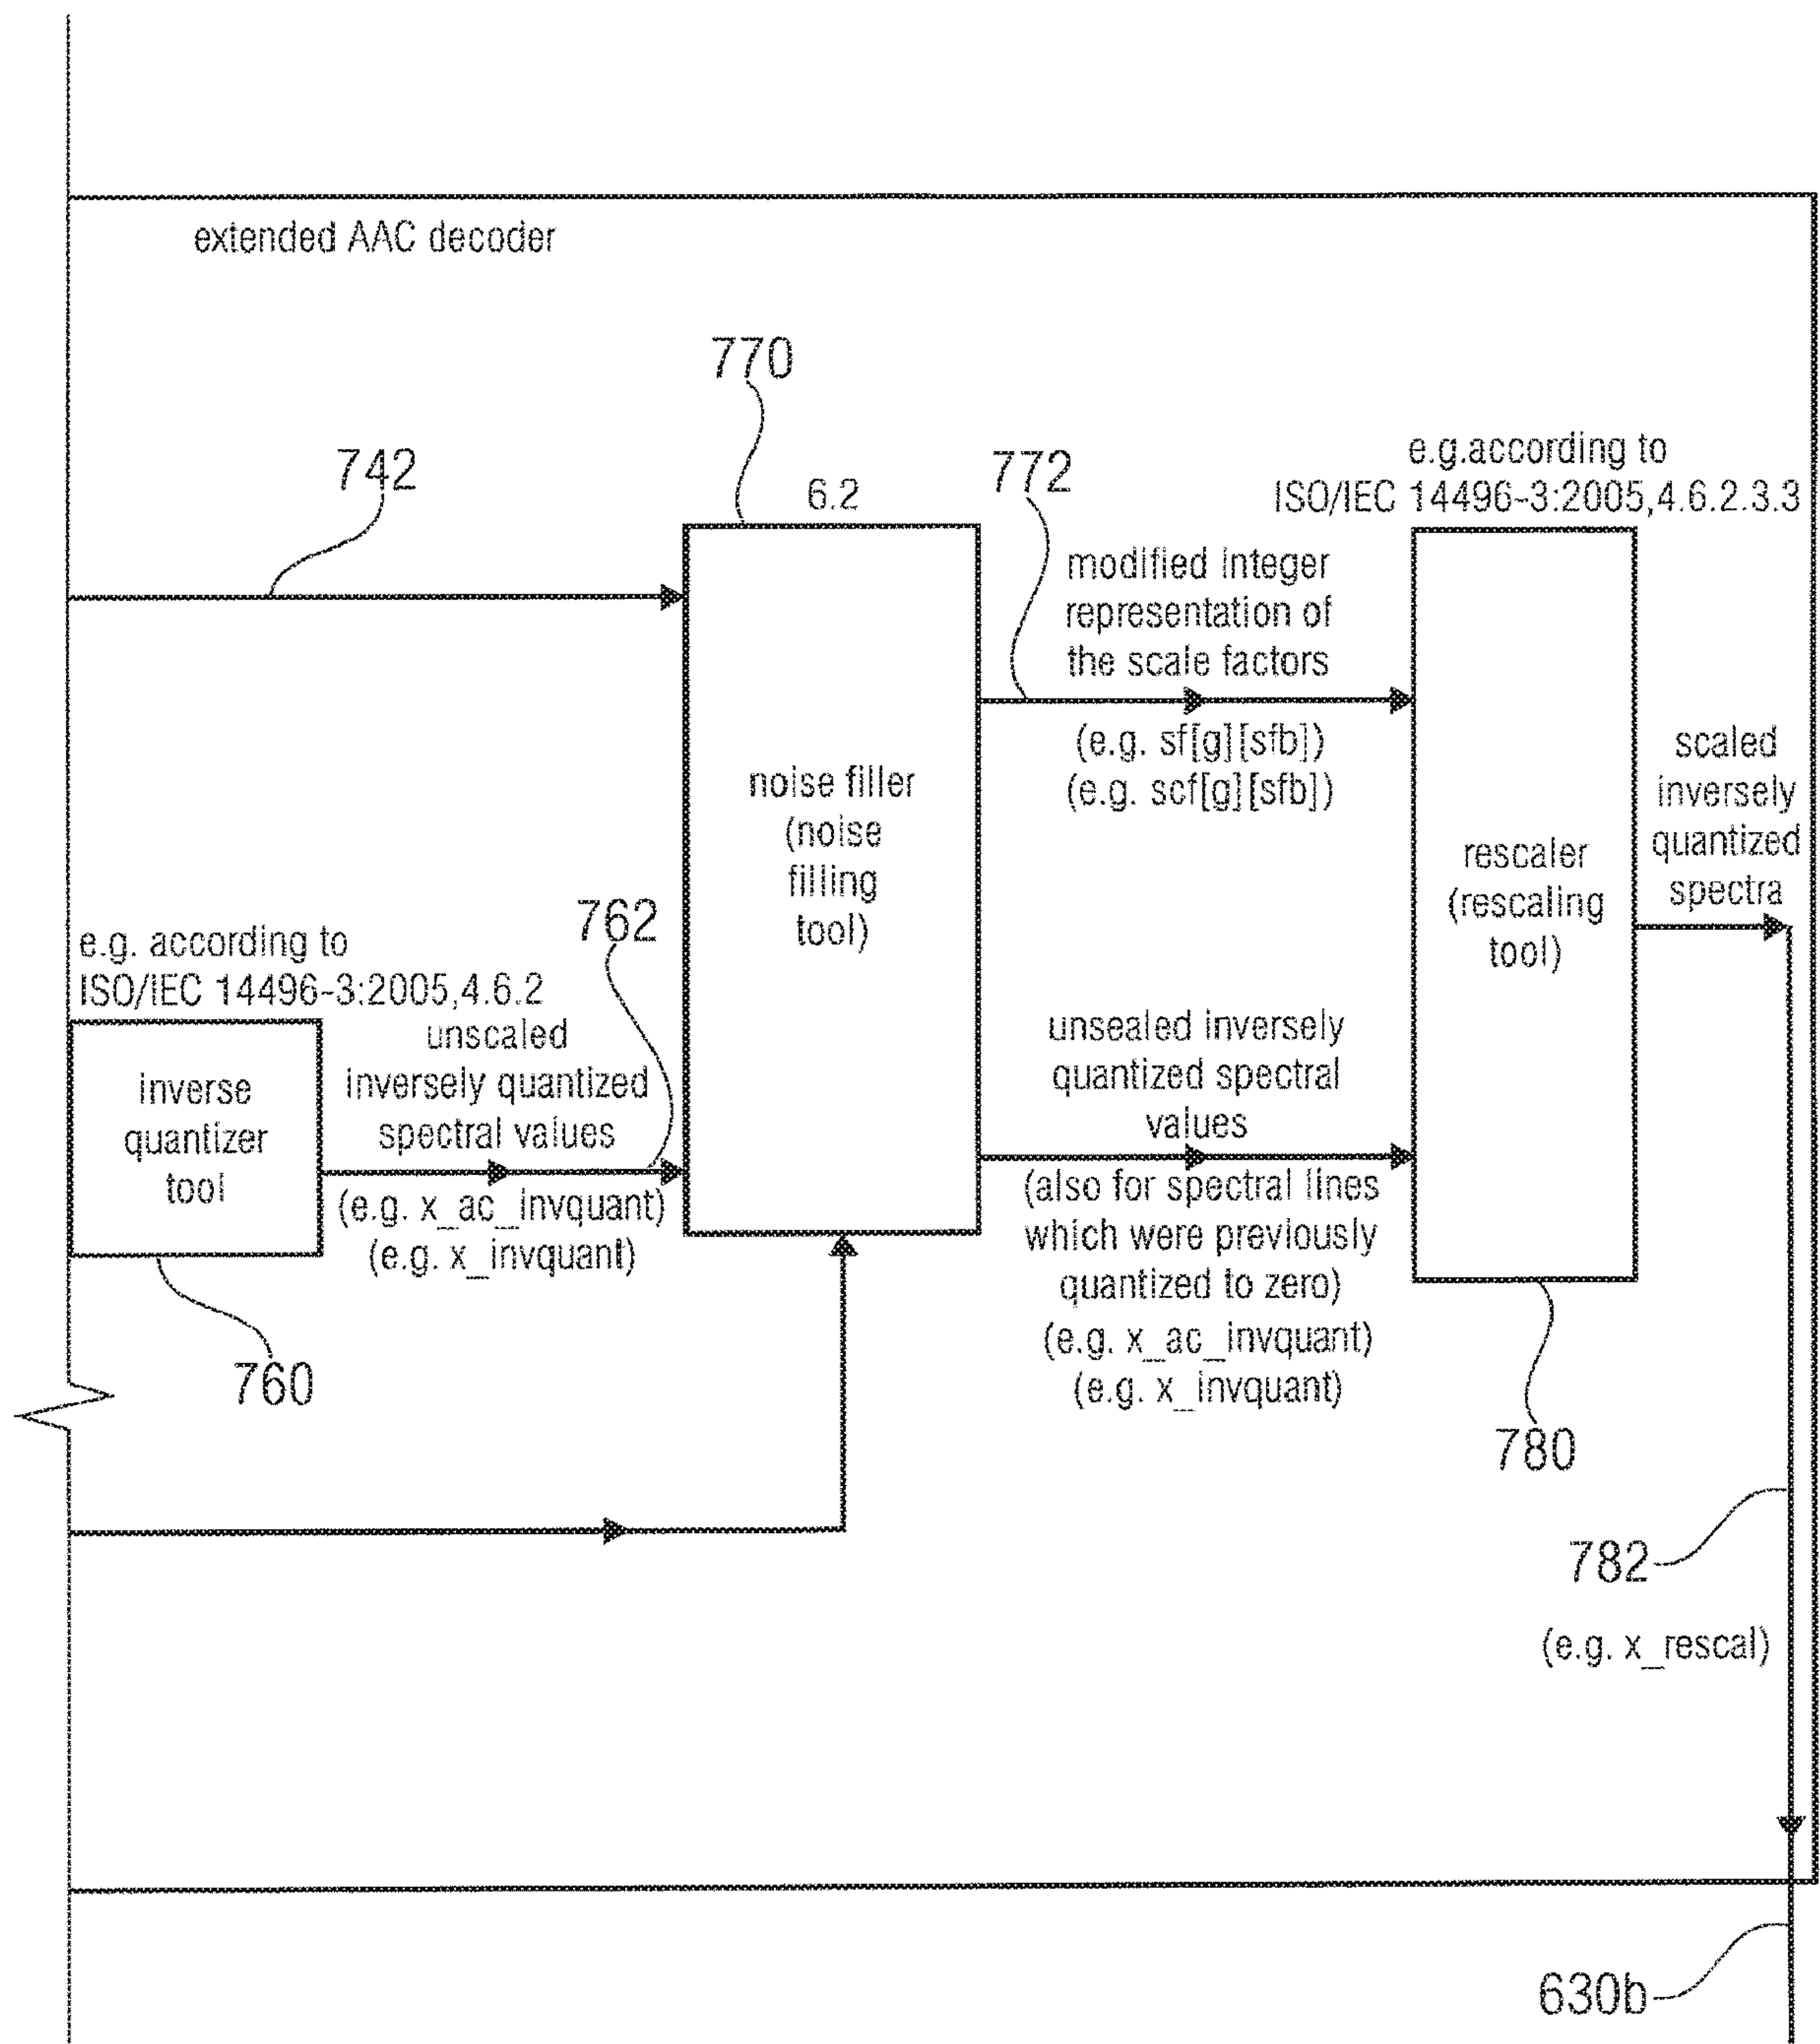 extended AAC decoder
770
742
6.2
772
e.g.according to
ISO/IEC 14496-3:2005,4.6.2.3.3
modified integer
representation of
the scale factors
(e.g. sf[g][sfb])
(e.g. scf[g][sfb])
noise filler
(noise
filling
tool)
rescaler
(rescaling
tool)
scaled
inversely
quantized
spectra
762
e.g. according to
ISO/IEC 14496-3:2005,4.6.2
inverse
quantizer
tool
unscaled
inversely quantized
spectral values
(e.g. x_ac_invquant)
(e.g. x_invquant)
unsealed inversely
quantized spectral
values
(also for spectral lines
which were previously
quantized to zero)
(e.g. x_ac_invquant)
(e.g. x_invquant)
760
780
782
(e.g. x_rescal)
630b